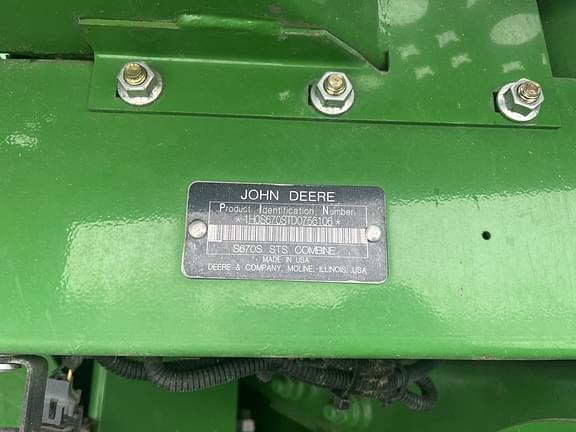 JOHN DEERE
Product Identification Number
*1H0S670STD0756106*
S670S STS COMBINE
MADE IN USA
DEERE & COMPANY, MOLINE, ILLINOIS, USA